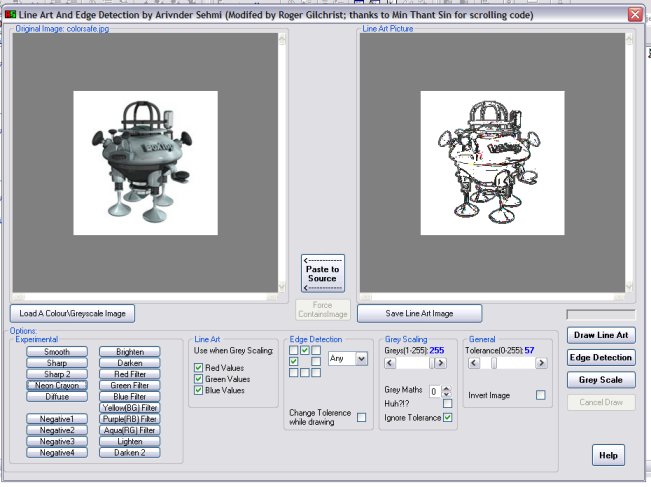 Line Art And Edge Detection by Arivnder Sehmi (Modifed by Roger Gilchrist; thanks to Min Thant Sin for scrolling code)
Original Image: colorsafe.jpg
Line Art Picture
<-----------
Paste to
Source
<-----------
Force
ContainsImage
Load A Colour\Greyscale Image
Save Line Art Image
Options:
Experimental
Smooth
Sharp
Sharp 2
Neon Crayon
Diffuse
Negative1
Negative2
Negative3
Negative4
Brighten
Darken
Red Filter
Green Filter
Blue Filter
Yellow(BG) Filter
Purple(RB) Filter
Aqua(RG) Filter
Lighten
Darken 2
Line Art
Use when Grey Scaling:
Red Values
Green Values
Blue Values
Edge Detection
Any
Change Tolerence
while drawing
Grey Scaling
Greys(1-255): 255
Grey Maths 0
Huh?!?
Ignore Tolerance
General
Tolerance(0-255): 57
Invert Image
Draw Line Art
Edge Detection
Grey Scale
Cancel Draw
Help